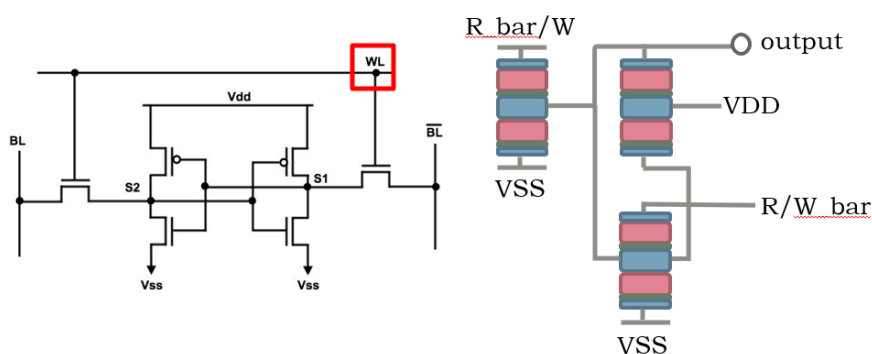 WL
Vdd
BL
BL
S2
S1
Vss
Vss
R_bar/W
output
VDD
VSS
R/W_bar
VSS